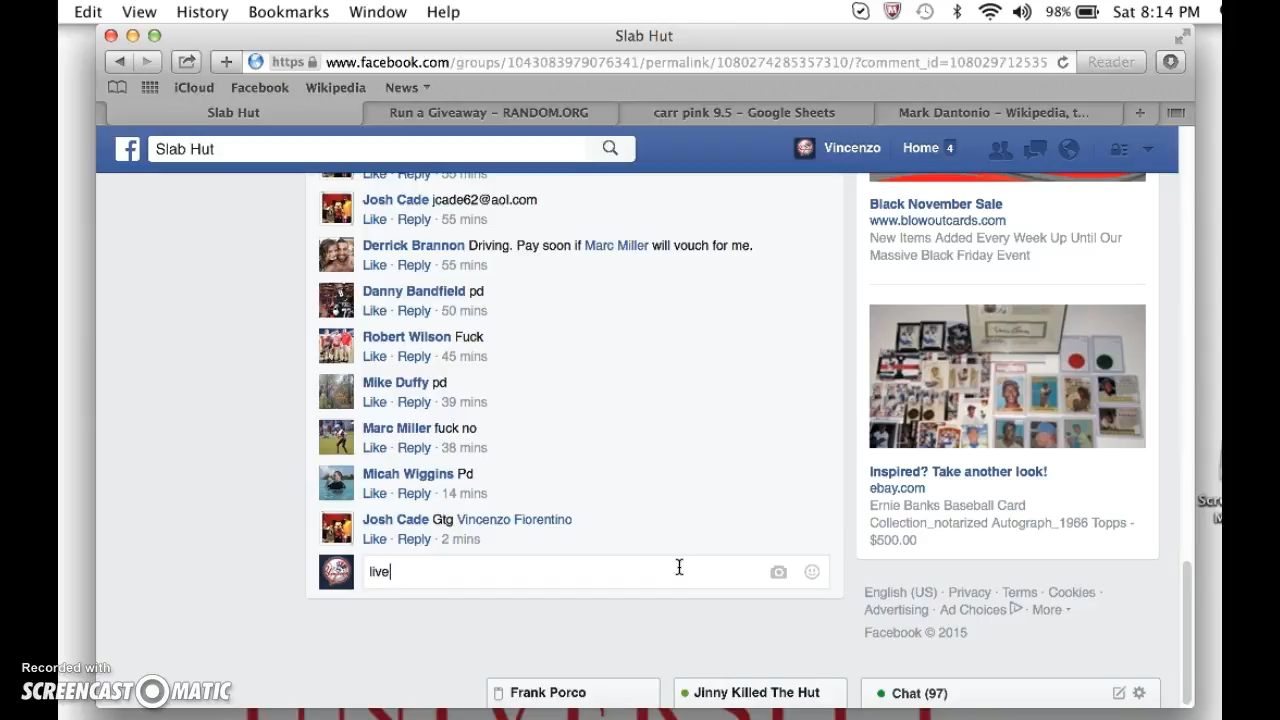 Edit View History Bookmarks Window Help 98% Sat 8:14 PM
Slab Hut
https www.facebook.com/groups/1043083979076341/permalink/1080274285357310/?comment_id=108029712535 Reader
iCloud Facebook Wikipedia News
Slab Hut Run a Giveaway – RANDOM.ORG carr pink 9.5 – Google Sheets Mark Dantonio – Wikipedia, t...
Slab Hut Vincenzo Home 4
Like · Reply · 55 mins
Josh Cade jcade62@aol.com
Like · Reply · 55 mins
Derrick Brannon Driving. Pay soon if Marc Miller will vouch for me.
Like · Reply · 55 mins
Danny Bandfield pd
Like · Reply · 50 mins
Robert Wilson Fuck
Like · Reply · 45 mins
Mike Duffy pd
Like · Reply · 39 mins
Marc Miller fuck no
Like · Reply · 38 mins
Micah Wiggins Pd
Like · Reply · 14 mins
Josh Cade Gtg Vincenzo Fiorentino
Like · Reply · 2 mins
live
Black November Sale
www.blowoutcards.com
New Items Added Every Week Up Until Our
Massive Black Friday Event
Inspired? Take another look!
ebay.com
Ernie Banks Baseball Card
Collection_notarized Autograph_1966 Topps -
$500.00
English (US) · Privacy · Terms · Cookies ·
Advertising · Ad Choices · More
Facebook © 2015
Frank Porco Jinny Killed The Hut Chat (97)
Recorded with
SCREENCAST-O-MATIC